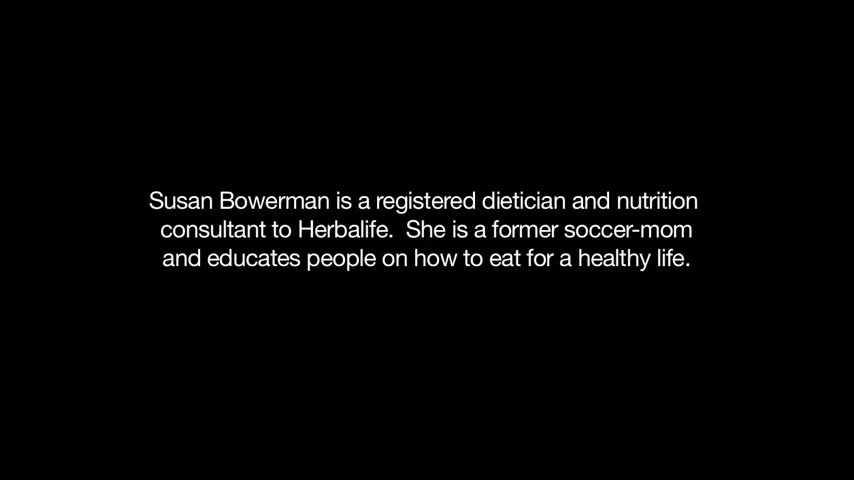 Susan Bowerman is a registered dietician and nutrition
consultant to Herbalife.  She is a former soccer-mom
and educates people on how to eat for a healthy life.